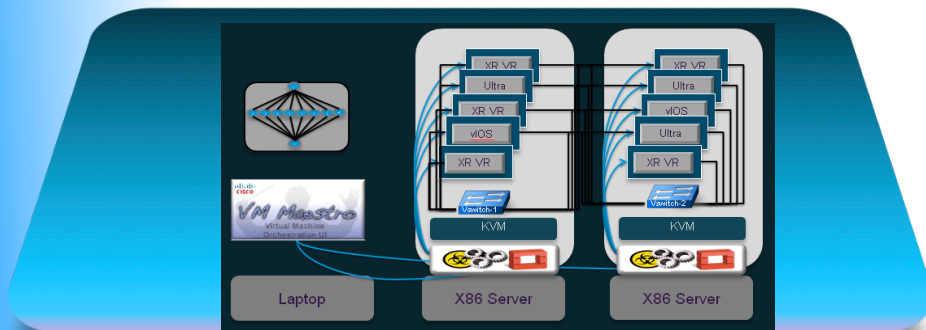 XR VR
Ultra
XR VR
vIOS
XR VR
Vswitch-1
KVM
XR VR
Ultra
vIOS
Ultra
XR VR
Vswitch-2
KVM
CISCO
VM Maestro
Virtual Machine
Orchestration UI
Laptop
X86 Server
X86 Server